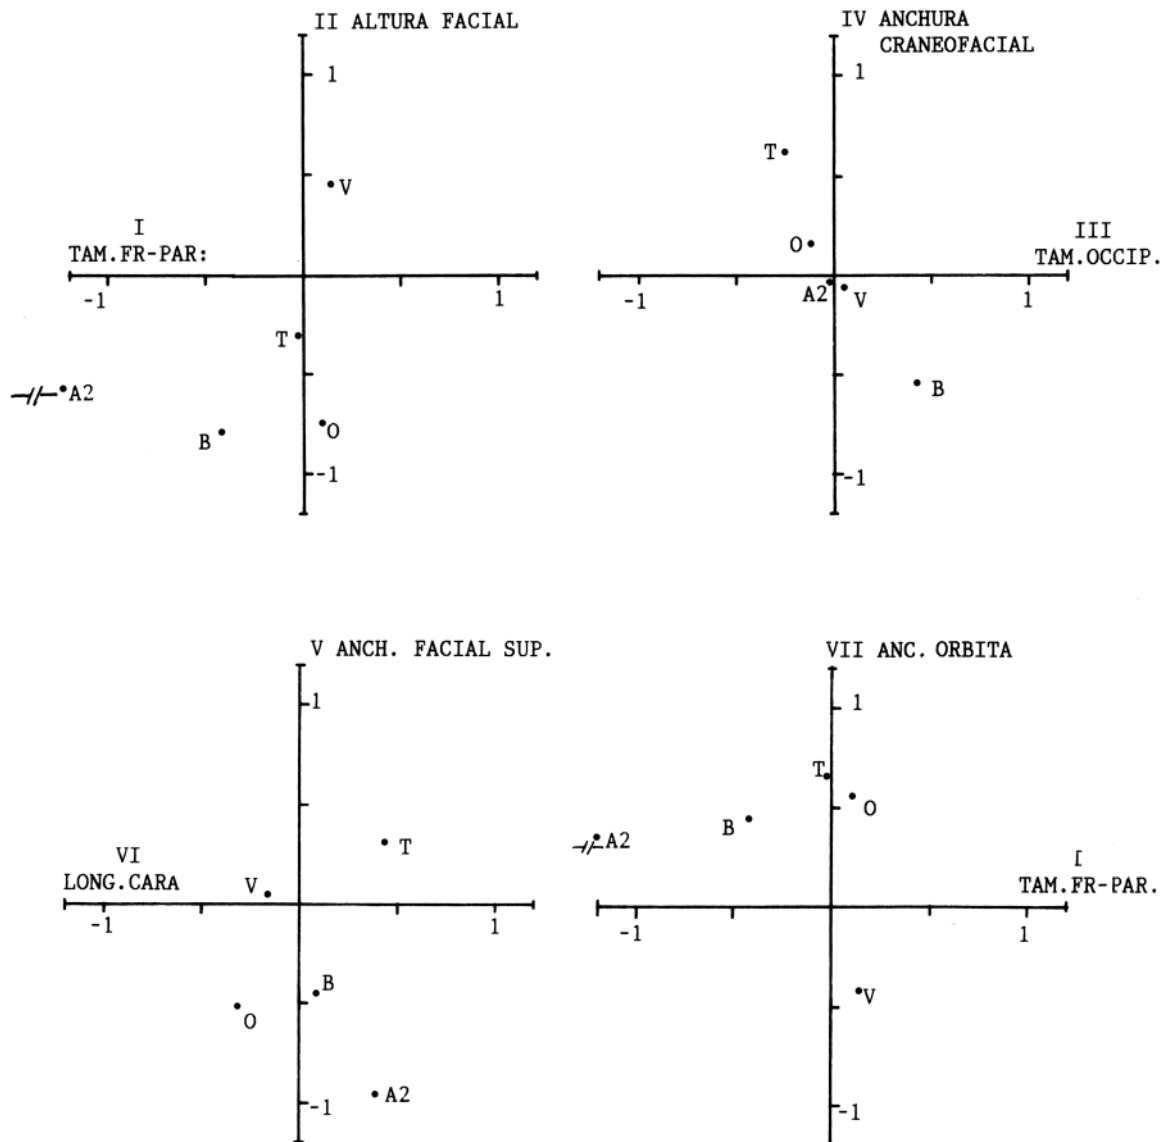 II ALTURA FACIAL
1
V
I
TAM.FR-PAR:
-1
1
T
A2
B
O
-1
IV ANCHURA
CRANEOFACIAL
1
T
O
III
TAM.OCCIP.
-1
1
A2
V
B
-1
V ANCH. FACIAL SUP.
1
T
VI
LONG.CARA
V
-1
1
B
O
A2
-1
VII ANC. ORBITA
1
T
O
B
A2
I
TAM.FR-PAR.
-1
1
V
-1